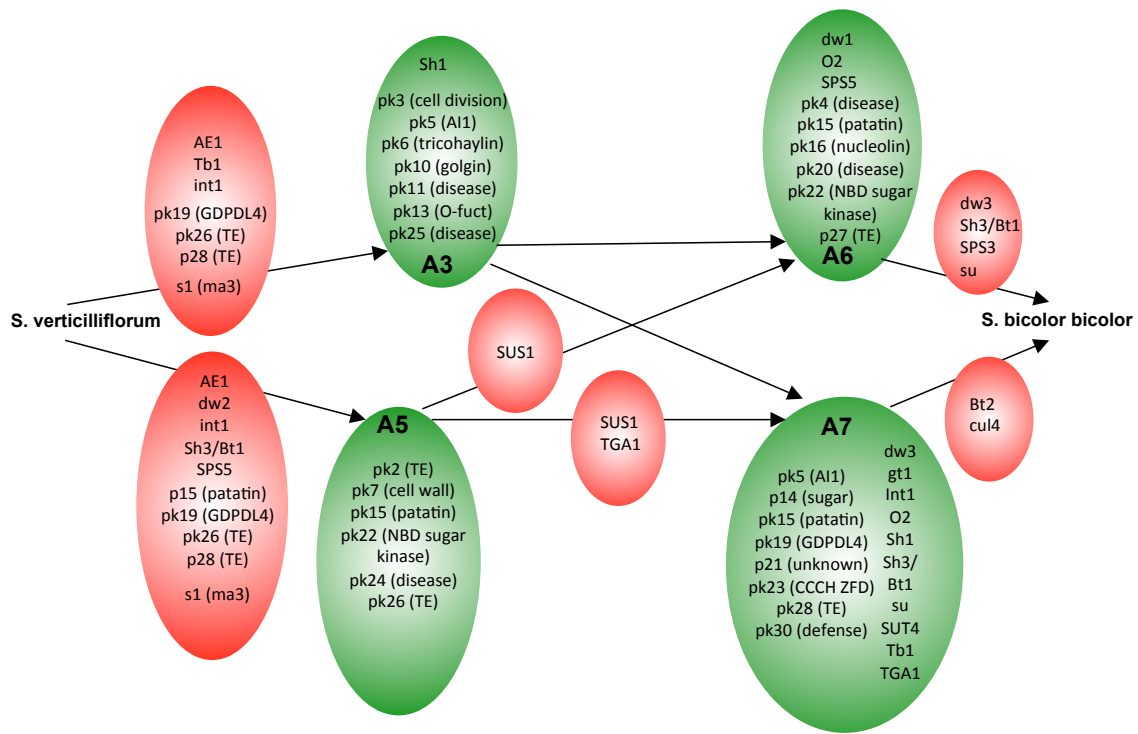 S. verticilliflorum
AE1
Tb1
int1
pk19 (GDPDL4)
pk26 (TE)
p28 (TE)
s1 (ma3)
AE1
dw2
int1
Sh3/Bt1
SPS5
p15 (patatin)
pk19 (GDPDL4)
pk26 (TE)
p28 (TE)
s1 (ma3)
Sh1
pk3 (cell division)
pk5 (AI1)
pk6 (tricohaylin)
pk10 (golgin)
pk11 (disease)
pk13 (O-fuct)
pk25 (disease)
A3
A5
pk2 (TE)
pk7 (cell wall)
pk15 (patatin)
pk22 (NBD sugar
kinase)
pk24 (disease)
pk26 (TE)
SUS1
SUS1
TGA1
dw1
O2
SPS5
pk4 (disease)
pk15 (patatin)
pk16 (nucleolin)
pk20 (disease)
pk22 (NBD sugar
kinase)
p27 (TE)
A6
A7
pk5 (AI1)
p14 (sugar)
pk15 (patatin)
pk19 (GDPDL4)
p21 (unknown)
pk23 (CCCH ZFD)
pk28 (TE)
pk30 (defense)
dw3
gt1
Int1
O2
Sh1
Sh3/
Bt1
su
SUT4
Tb1
TGA1
dw3
Sh3/Bt1
SPS3
su
Bt2
cul4
S. bicolor bicolor